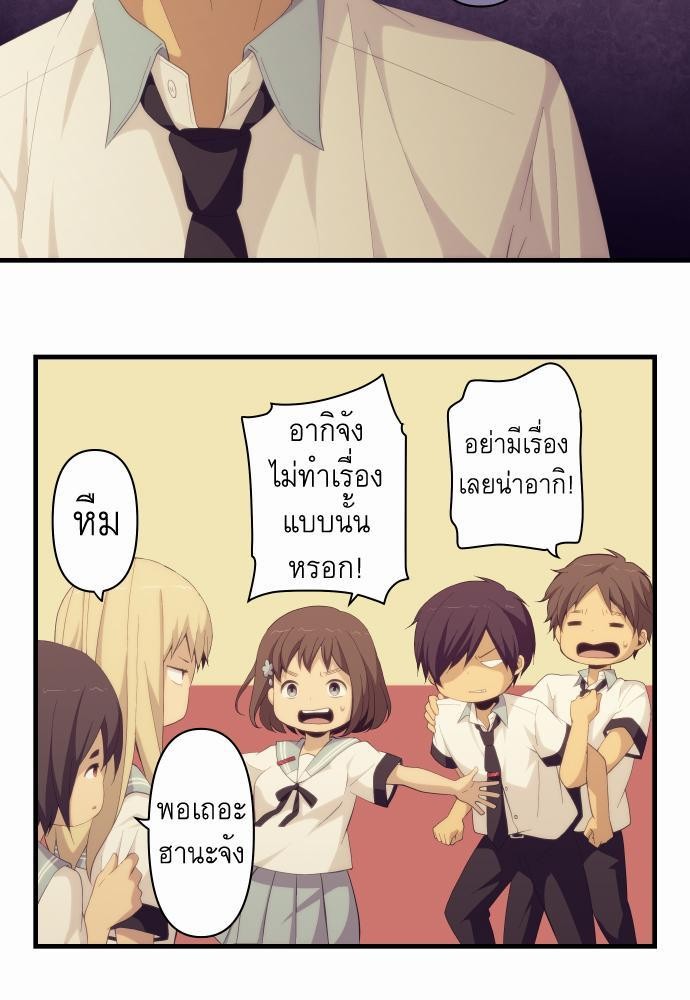 หืม
อากิจัง
ไม่ทำเรื่อง
แบบนั้น
หรอก!
อย่ามีเรื่อง
เลยน่าอากิ!
พอเถอะ
ฮานะจัง